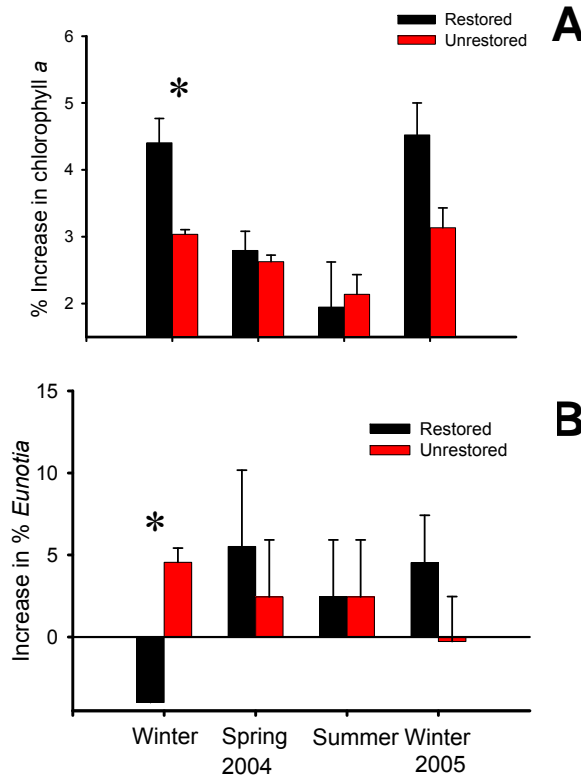 A
Restored
Unrestored
% Increase in chlorophyll a
6
4
3
2
*
B
Restored
Unrestored
Increase in % Eunotia
15
10
5
0
*
Winter Spring Summer Winter
2004 2005